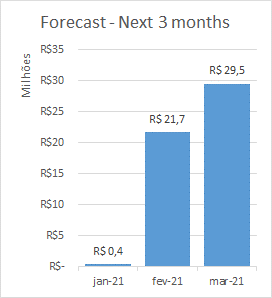 Forecast - Next 3 months
Milhões
R$35
R$30
R$25
R$20
R$15
R$10
R$5
R$-
R$ 0,4
R$ 21,7
R$ 29,5
jan-21
fev-21
mar-21